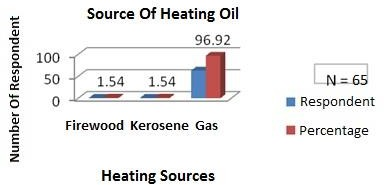 Source Of Heating Oil
Number Of Respondent
100
50
0
1.54
1.54
96.92
Firewood Kerosene Gas
Heating Sources
N = 65
Respondent
Percentage